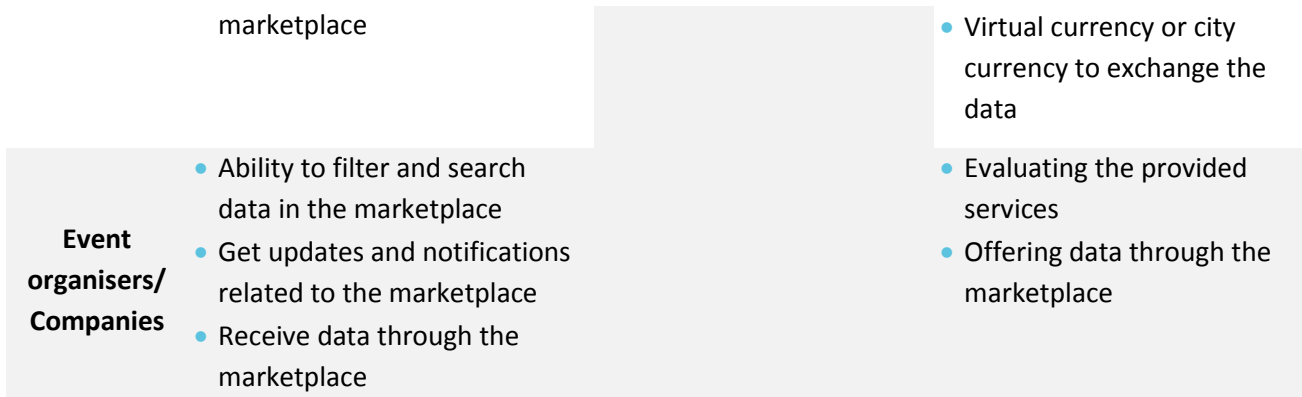 marketplace
• Virtual currency or city
currency to exchange the
data
Event
organisers/
Companies
• Ability to filter and search
data in the marketplace
• Get updates and notifications
related to the marketplace
• Receive data through the
marketplace
• Evaluating the provided
services
• Offering data through the
marketplace